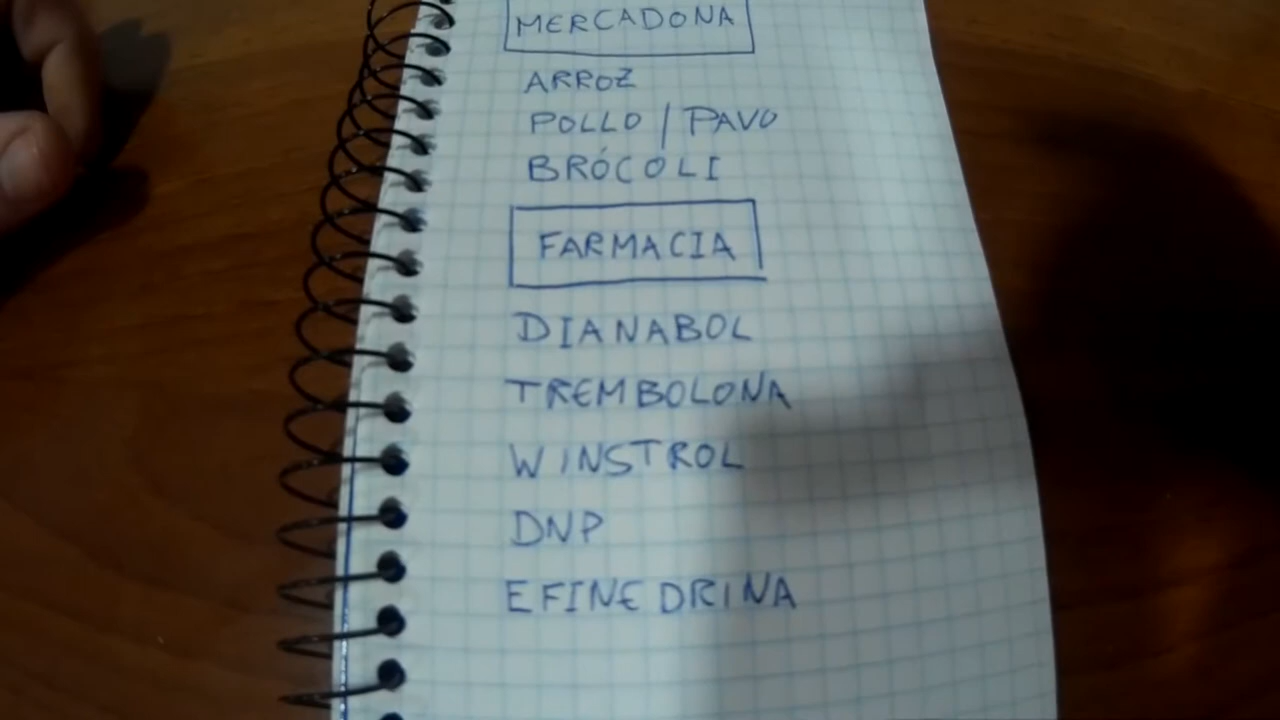 MERCADONA
ARROZ
POLLO / PAVO
BRÓCOLI
FARMACIA
DIANABOL
TREMBOLONA
WINSTROL
DNP
EFINEDRINA